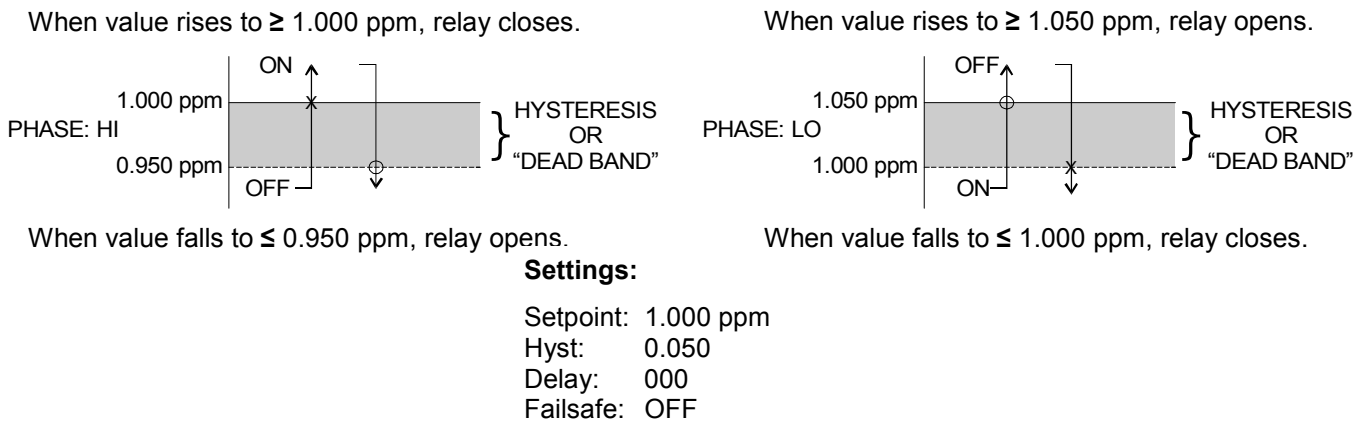 When value rises to ≥ 1.000 ppm, relay closes.
ON
1.000 ppm
PHASE: HI
0.950 ppm
OFF
HYSTERESIS
OR
“DEAD BAND”
When value falls to ≤ 0.950 ppm, relay opens.
When value rises to ≥ 1.050 ppm, relay opens.
OFF
1.050 ppm
PHASE: LO
1.000 ppm
ON
HYSTERESIS
OR
“DEAD BAND”
When value falls to ≤ 1.000 ppm, relay closes.
Settings:
Setpoint: 1.000 ppm
Hyst: 0.050
Delay: 000
Failsafe: OFF